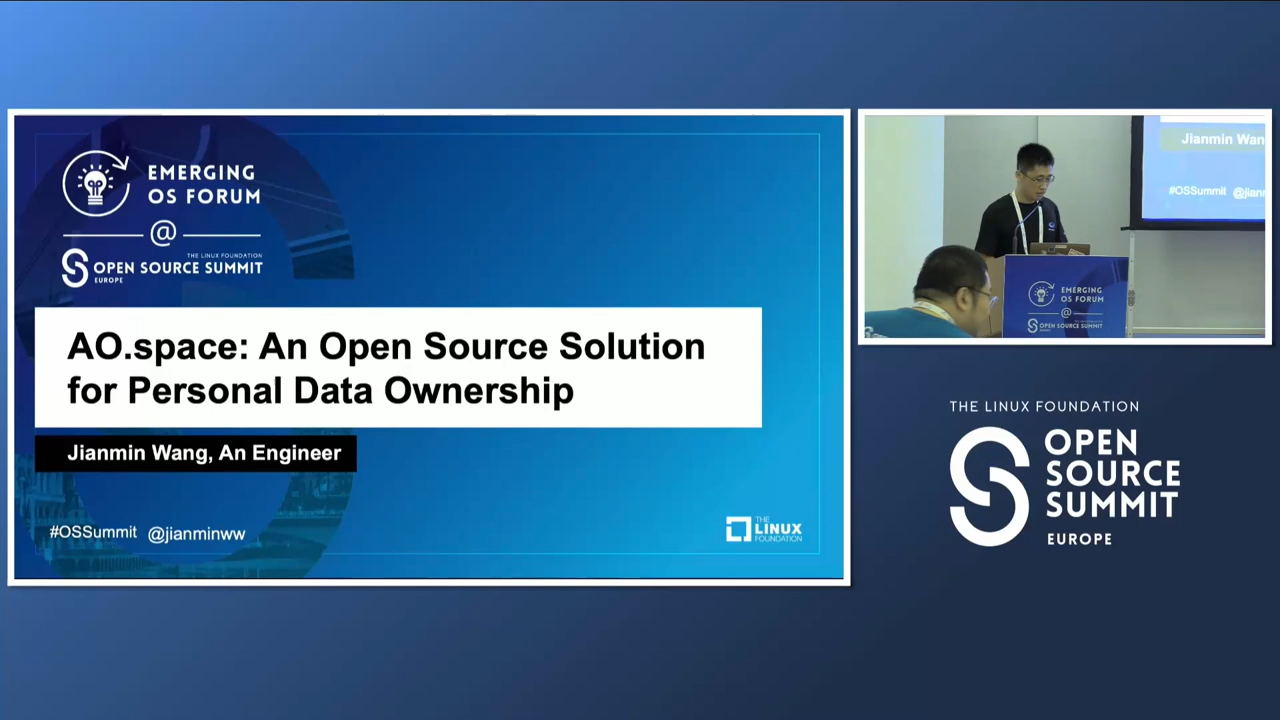 EMERGING
OS FORUM
@
THE LINUX FOUNDATION
OPEN SOURCE SUMMIT
EUROPE
AO.space: An Open Source Solution
for Personal Data Ownership
Jianmin Wang, An Engineer
#OSSummit @jianminww
THE
LINUX
FOUNDATION
Jianmin Wan
#OSSummit @jianm
EMERGING
OS FORUM
@
OPEN SOURCE SUMMIT
THE LINUX FOUNDATION
OPEN
SOURCE
SUMMIT
EUROPE